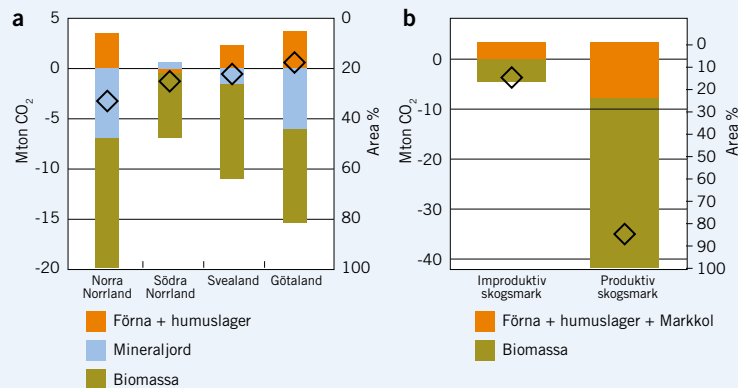 a
5
0
-5
-10
-15
-20
Mton CO2
0
20
40
60
80
100
Area %
Norra
Norrland
Södra
Norrland
Svealand
Götaland
Förna + humuslager
Mineraljord
Biomassa
b
10
0
-10
-20
-30
-40
Mton CO2
0
10
20
30
40
50
60
70
80
90
100
Area %
Improduktiv
skogsmark
Produktiv
skogsmark
Förna + humuslager + Markkol
Biomassa